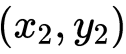 (x₂, y₂)